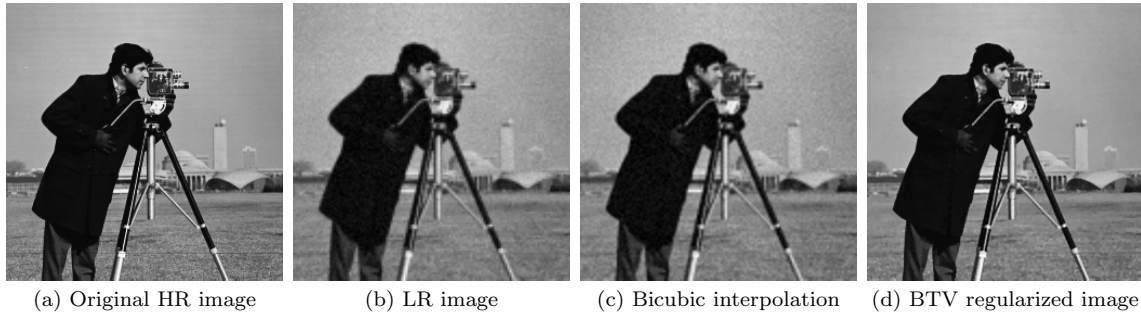 (a) Original HR image
(b) LR image
(c) Bicubic interpolation
(d) BTV regularized image